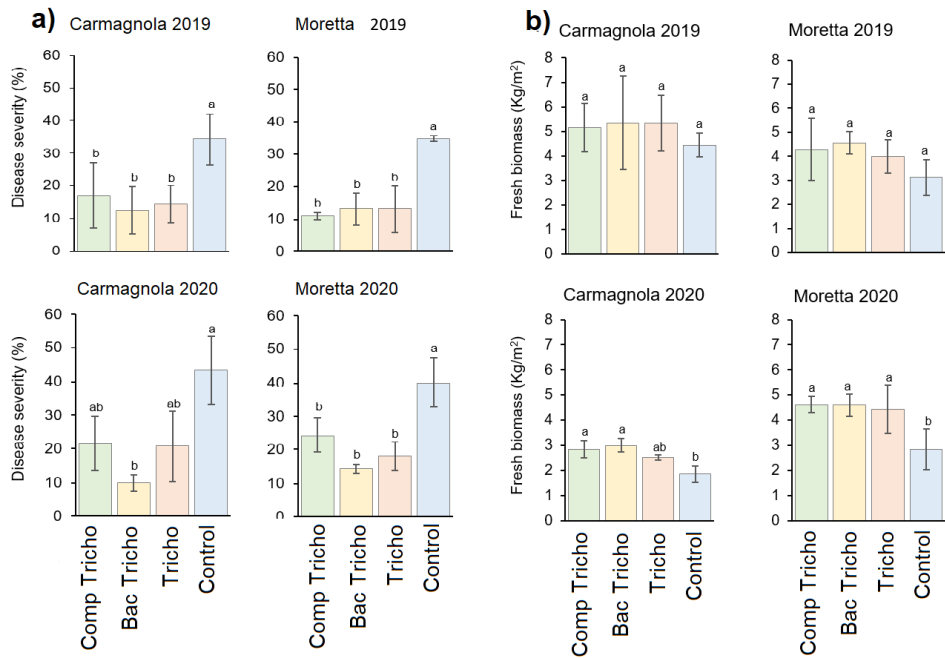 a)
Carmagnola 2019
Disease severity (%)
60
50
40
30
20
10
0
b
b
b
a
Moretta 2019
60
50
40
30
20
10
0
b
b
b
a
Carmagnola 2020
Disease severity (%)
60
50
40
30
20
10
0
ab
b
ab
a
Comp Tricho
Bac Tricho
Tricho
Control
Moretta 2020
60
50
40
30
20
10
0
b
b
b
a
Comp Tricho
Bac Tricho
Tricho
Control
b)
Carmagnola 2019
Fresh biomass (Kg/m²)
8
7
6
5
4
3
2
1
0
a
a
a
a
Moretta 2019
8
7
6
5
4
3
2
1
0
a
a
a
a
Carmagnola 2020
Fresh biomass (Kg/m²)
8
7
6
5
4
3
2
1
0
a
a
ab
b
Comp Tricho
Bac Tricho
Tricho
Control
Moretta 2020
8
7
6
5
4
3
2
1
0
a
a
a
b
Comp Tricho
Bac Tricho
Tricho
Control